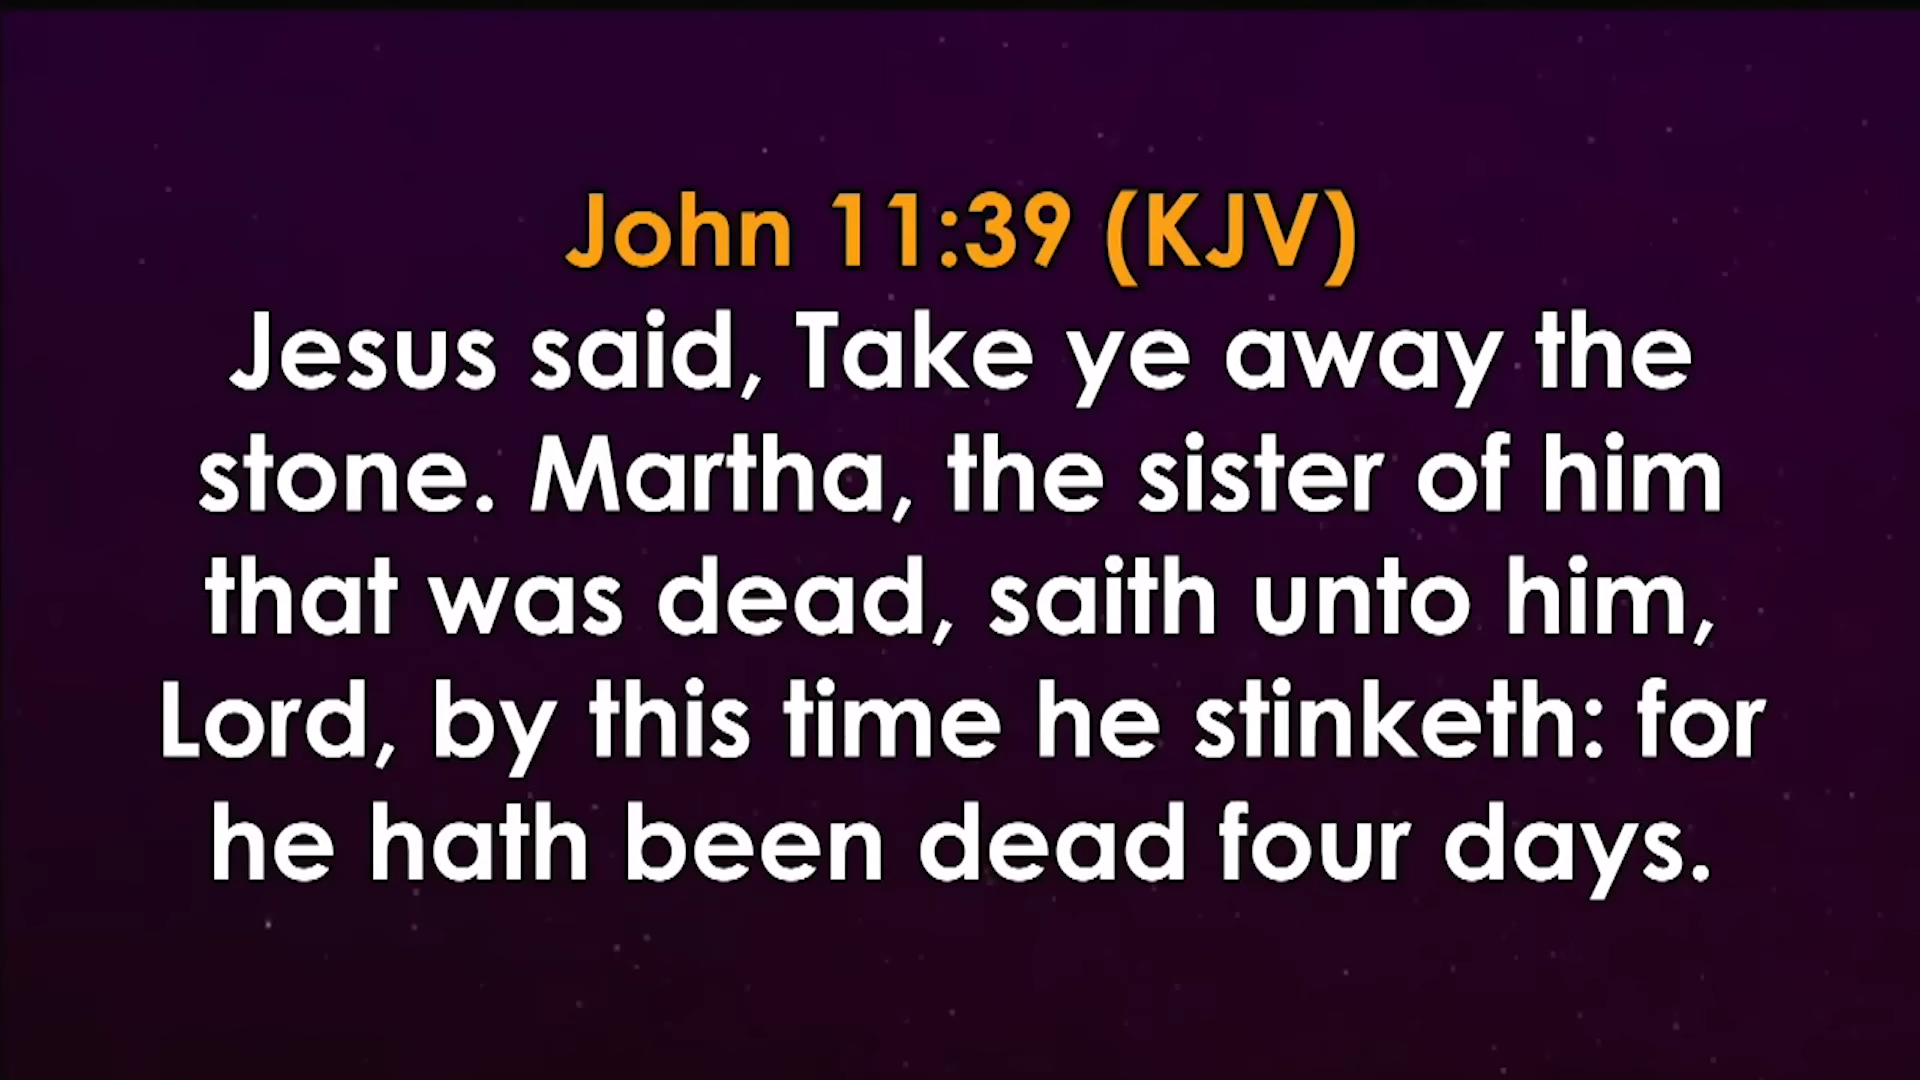 John 11:39 (KJV)
Jesus said, Take ye away the
stone. Martha, the sister of him
that was dead, saith unto him,
Lord, by this time he stinketh: for
he hath been dead four days.